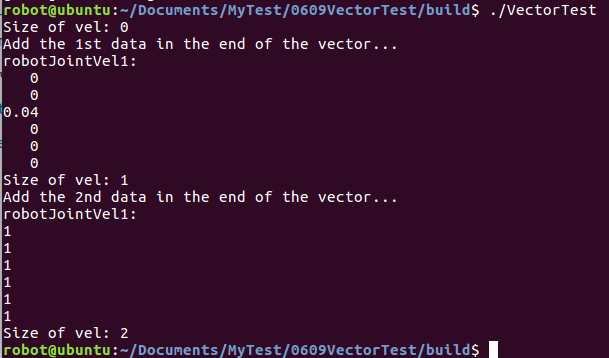 robot@ubuntu:~/Documents/MyTest/0609VectorTest/build$ ./VectorTest
Size of vel: 0
Add the 1st data in the end of the vector...
robotJointVel1:
   0
   0
0.04
   0
   0
   0
Size of vel: 1
Add the 2nd data in the end of the vector...
robotJointVel1:
1
1
1
1
1
1
Size of vel: 2
robot@ubuntu:~/Documents/MyTest/0609VectorTest/build$